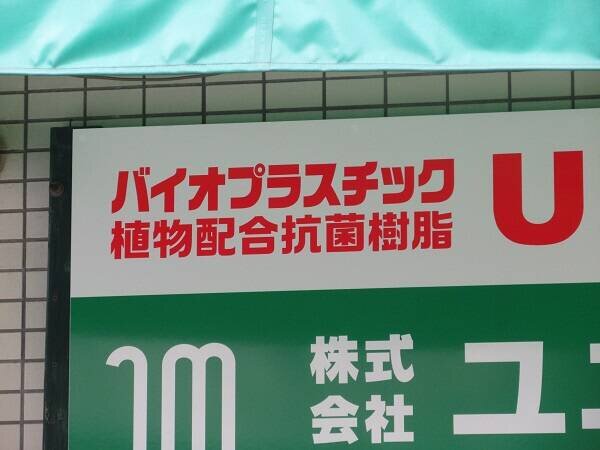 バイオプラスチック
植物配合抗菌樹脂
U
株式
会社
ユ